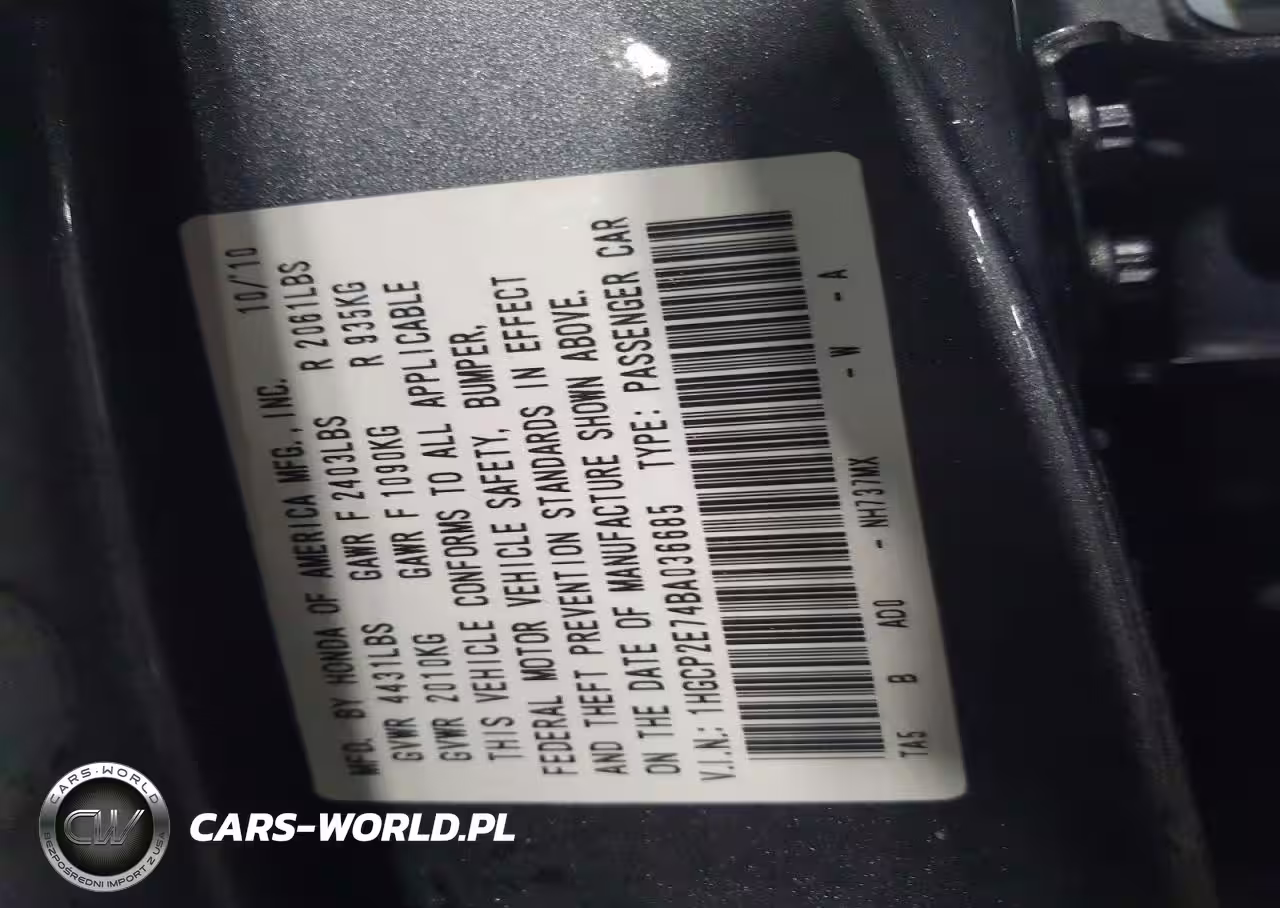 MFD. BY HONDA OF AMERICA MFG., INC. 10/'10
GVWR 4431LBS GAWR F 2403LBS R 2061LBS
GVWR 2010KG GAWR F 1090KG R 935KG
THIS VEHICLE CONFORMS TO ALL APPLICABLE
FEDERAL MOTOR VEHICLE SAFETY, BUMPER,
AND THEFT PREVENTION STANDARDS IN EFFECT
ON THE DATE OF MANUFACTURE SHOWN ABOVE.
V.I.N.: 1HGCP2E74BA036685 TYPE: PASSENGER CAR
TA5 B AD0 - NH737MX - W - A
CARS-WORLD
CW
BEZPOŚREDNI IMPORT Z USA
CARS-WORLD.PL